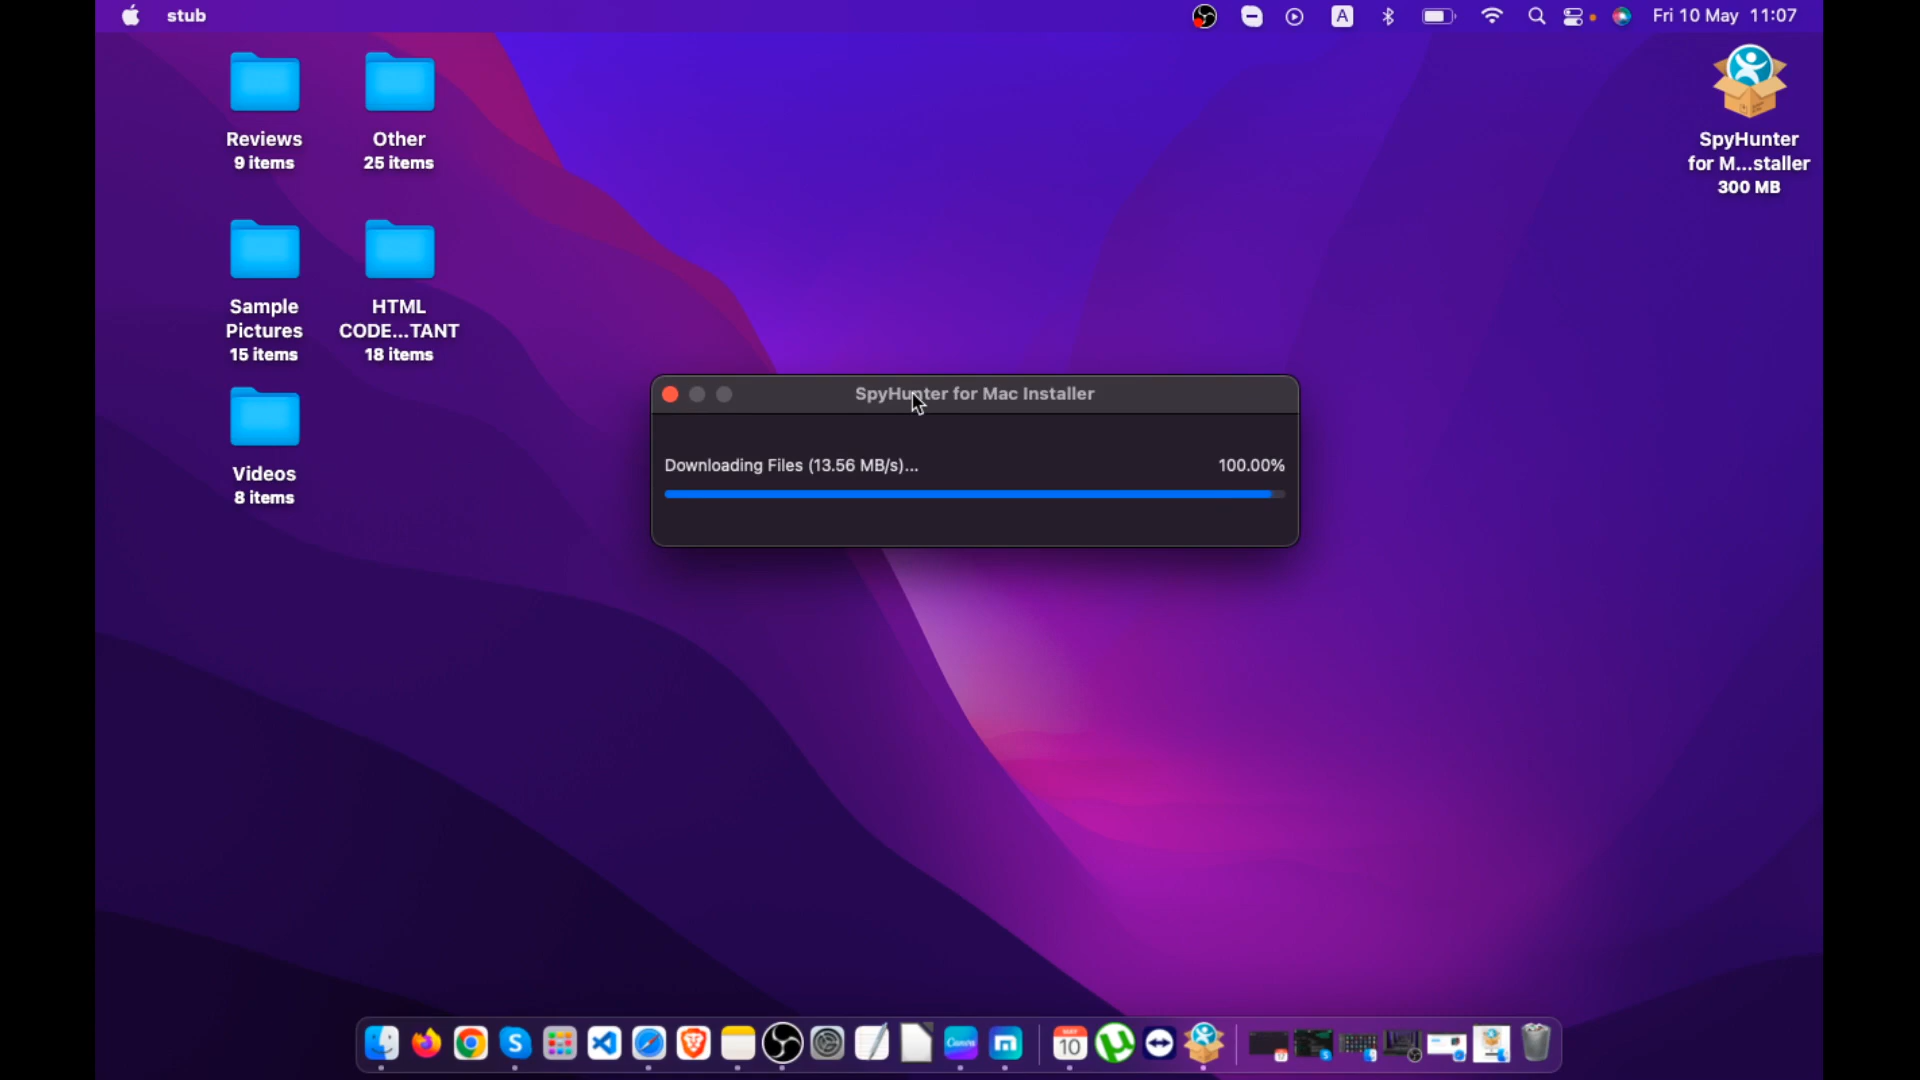 stub
A
Fri 10 May 11:07
Reviews
9 items
Other
25 items
SpyHunter
for M...staller
300 MB
Sample
Pictures
15 items
HTML
CODE...TANT
18 items
Videos
8 items
SpyHunter for Mac Installer
Downloading Files (13.56 MB/s)...
100.00%
S
Canva
MAY
10